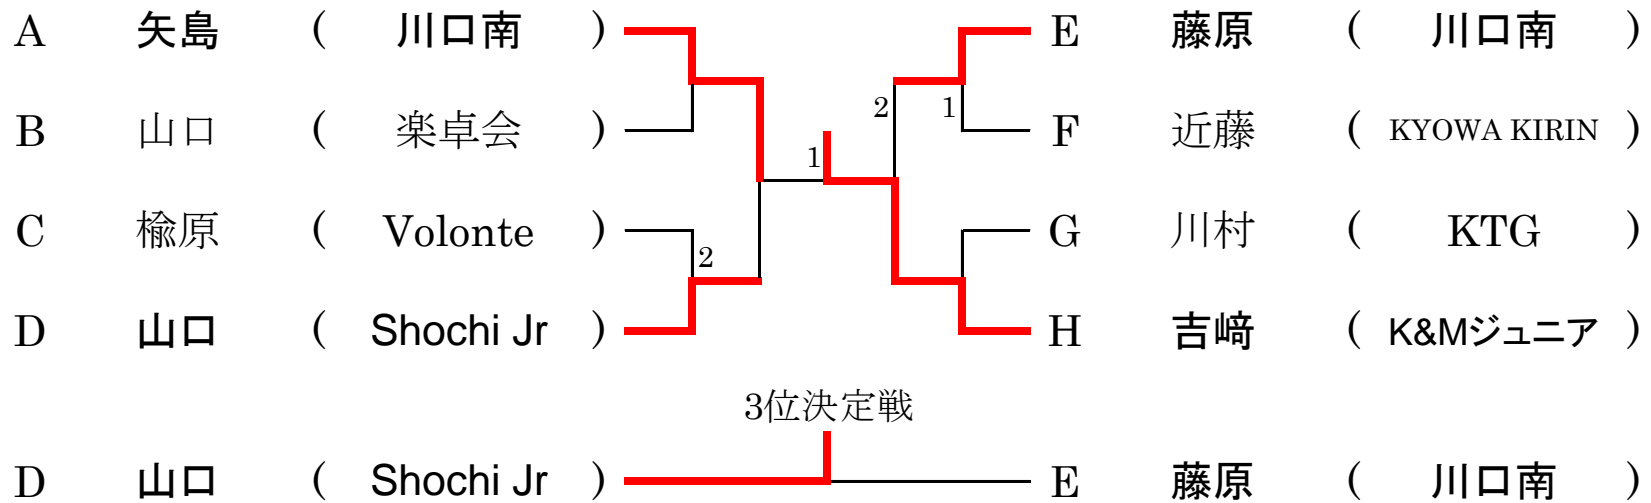 A 矢島 ( 川口南 ) E 藤原 ( 川口南 )
2 1
B 山口 ( 楽卓会 ) F 近藤 ( KYOWA KIRIN )
1
C 楡原 ( Volonte ) G 川村 ( KTG )
2
D 山口 ( Shochi Jr ) H 吉﨑 ( K&Mジュニア )
3位決定戦
D 山口 ( Shochi Jr ) E 藤原 ( 川口南 )